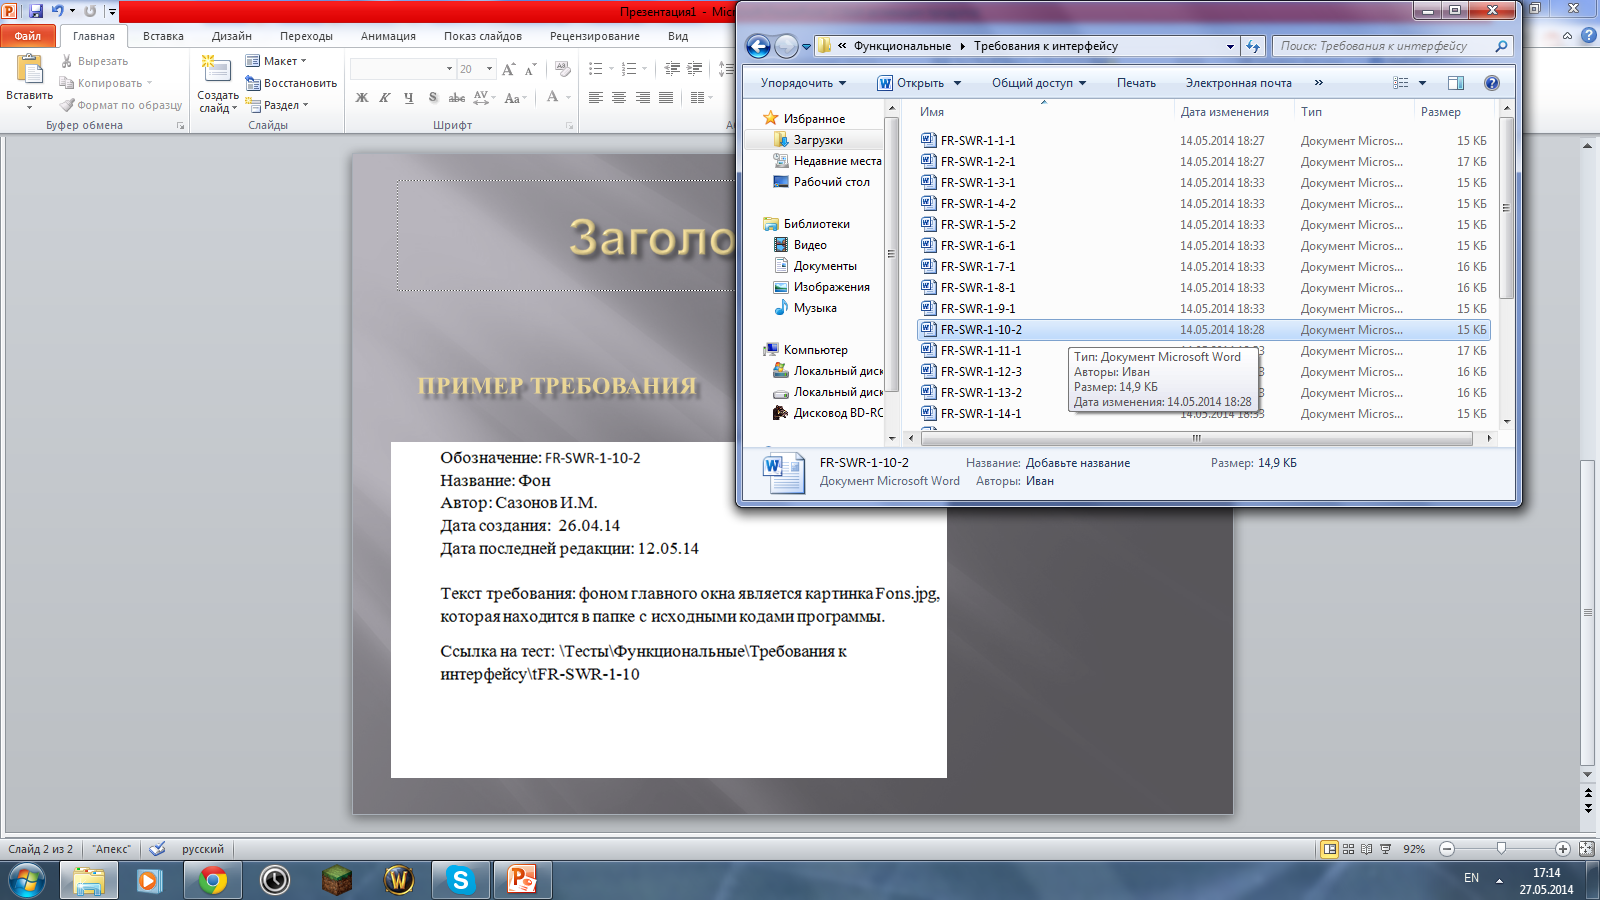 Презентация1 - Mic
Файл
Главная
Вставка
Дизайн
Переходы
Анимация
Показ слайдов
Рецензирование
Вид
Вставить
Вырезать
Копировать
Формат по образцу
Буфер обмена
Создать слайд
Макет
Восстановить
Раздел
Слайды
20
Ж К Ч S abc AV Aa A
Шрифт
Заголо
ПРИМЕР ТРЕБОВАНИЯ
Обозначение: FR-SWR-1-10-2
Название: Фон
Автор: Сазонов И.М.
Дата создания: 26.04.14
Дата последней редакции: 12.05.14
Текст требования: фоном главного окна является картинка Fons.jpg,
которая находится в папке с исходными кодами программы.
Ссылка на тест: \Тесты\Функциональные\Требования к
интерфейсу\tFR-SWR-1-10
« Функциональные
Требования к интерфейсу
Поиск: Требования к интерфейсу
Упорядочить
Открыть
Общий доступ
Печать
Электронная почта
»
Избранное
Загрузки
Недавние места
Рабочий стол
Библиотеки
Видео
Документы
Изображения
Музыка
Компьютер
Локальный диск
Локальный диск
Дисковод BD-RO
Имя Дата изменения Тип Размер
FR-SWR-1-1-1 14.05.2014 18:27 Документ Micros... 15 КБ
FR-SWR-1-2-1 14.05.2014 18:27 Документ Micros... 17 КБ
FR-SWR-1-3-1 14.05.2014 18:33 Документ Micros... 15 КБ
FR-SWR-1-4-2 14.05.2014 18:33 Документ Micros... 15 КБ
FR-SWR-1-5-2 14.05.2014 18:33 Документ Micros... 15 КБ
FR-SWR-1-6-1 14.05.2014 18:33 Документ Micros... 15 КБ
FR-SWR-1-7-1 14.05.2014 18:33 Документ Micros... 16 КБ
FR-SWR-1-8-1 14.05.2014 18:33 Документ Micros... 16 КБ
FR-SWR-1-9-1 14.05.2014 18:33 Документ Micros... 15 КБ
FR-SWR-1-10-2 14.05.2014 18:28 Документ Micros... 15 КБ
FR-SWR-1-11-1 Документ Micros... 17 КБ
FR-SWR-1-12-3 Документ Micros... 16 КБ
FR-SWR-1-13-2 Документ Micros... 16 КБ
FR-SWR-1-14-1 14.05.2014 18:33 Документ Micros... 15 КБ
Тип: Документ Microsoft Word
Авторы: Иван
Размер: 14,9 КБ
Дата изменения: 14.05.2014 18:28
FR-SWR-1-10-2 Название: Добавьте название Размер: 14,9 КБ
Документ Microsoft Word Авторы: Иван
Слайд 2 из 2
"Апекс"
русский
92%
EN
17:14
27.05.2014